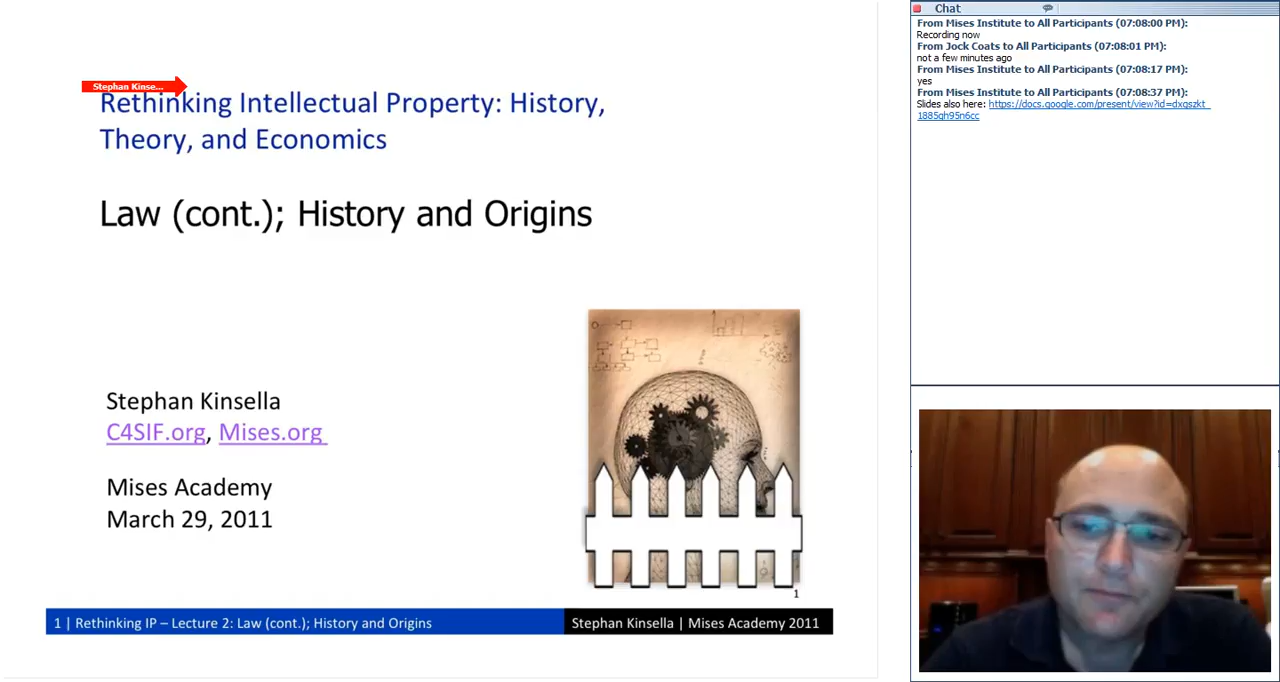 Stephan Kinse...
Rethinking Intellectual Property: History,
Theory, and Economics
Law (cont.); History and Origins
Stephan Kinsella
C4SIF.org, Mises.org
Mises Academy
March 29, 2011
1
1 | Rethinking IP – Lecture 2: Law (cont.); History and Origins
Stephan Kinsella | Mises Academy 2011
Chat
From Mises Institute to All Participants (07:08:00 PM):
Recording now
From Jock Coats to All Participants (07:08:01 PM):
not a few minutes ago
From Mises Institute to All Participants (07:08:17 PM):
yes
From Mises Institute to All Participants (07:08:37 PM):
Slides also here: https://docs.google.com/present/view?id=dxgszkt_
188Sgh95n6cc